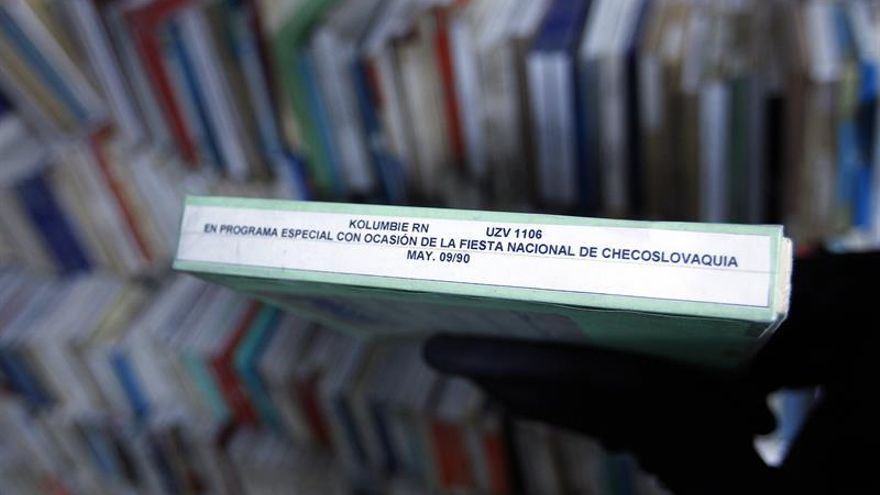 KOLUMBIE RN UZV 1106
EN PROGRAMA ESPECIAL CON OCASIÓN DE LA FIESTA NACIONAL DE CHECOSLOVAQUIA
MAY. 09/90